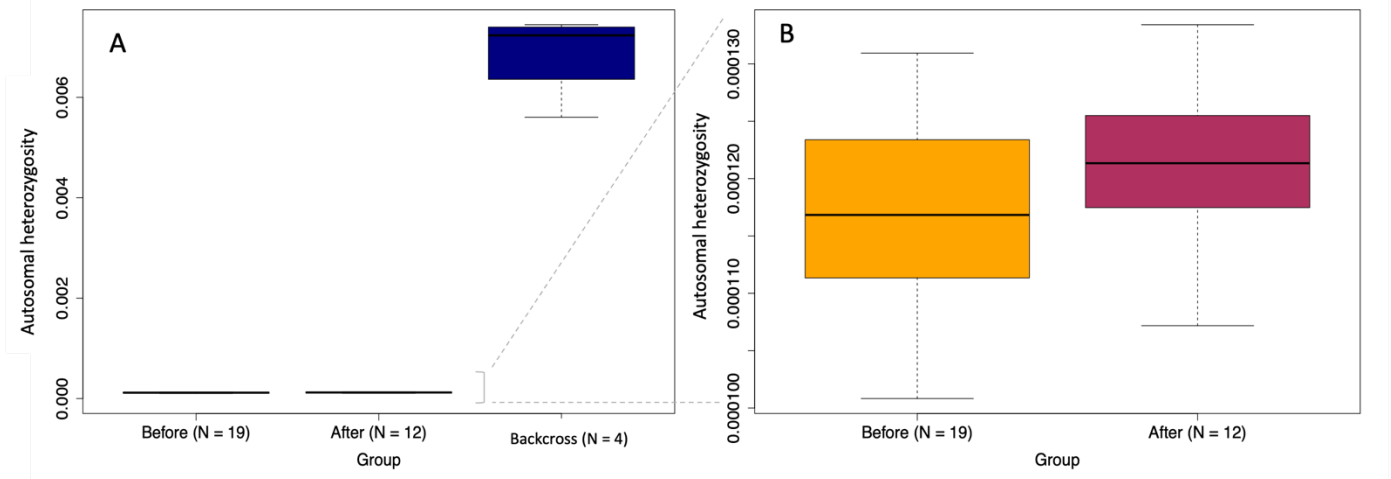 A
Autosomal heterozygosity
0.006
0.004
0.002
0.000
Before (N = 19)
After (N = 12)
Backcross (N = 4)
Group
B
Autosomal heterozygosity
0.000130
0.000120
0.000110
0.000100
Before (N = 19)
After (N = 12)
Group